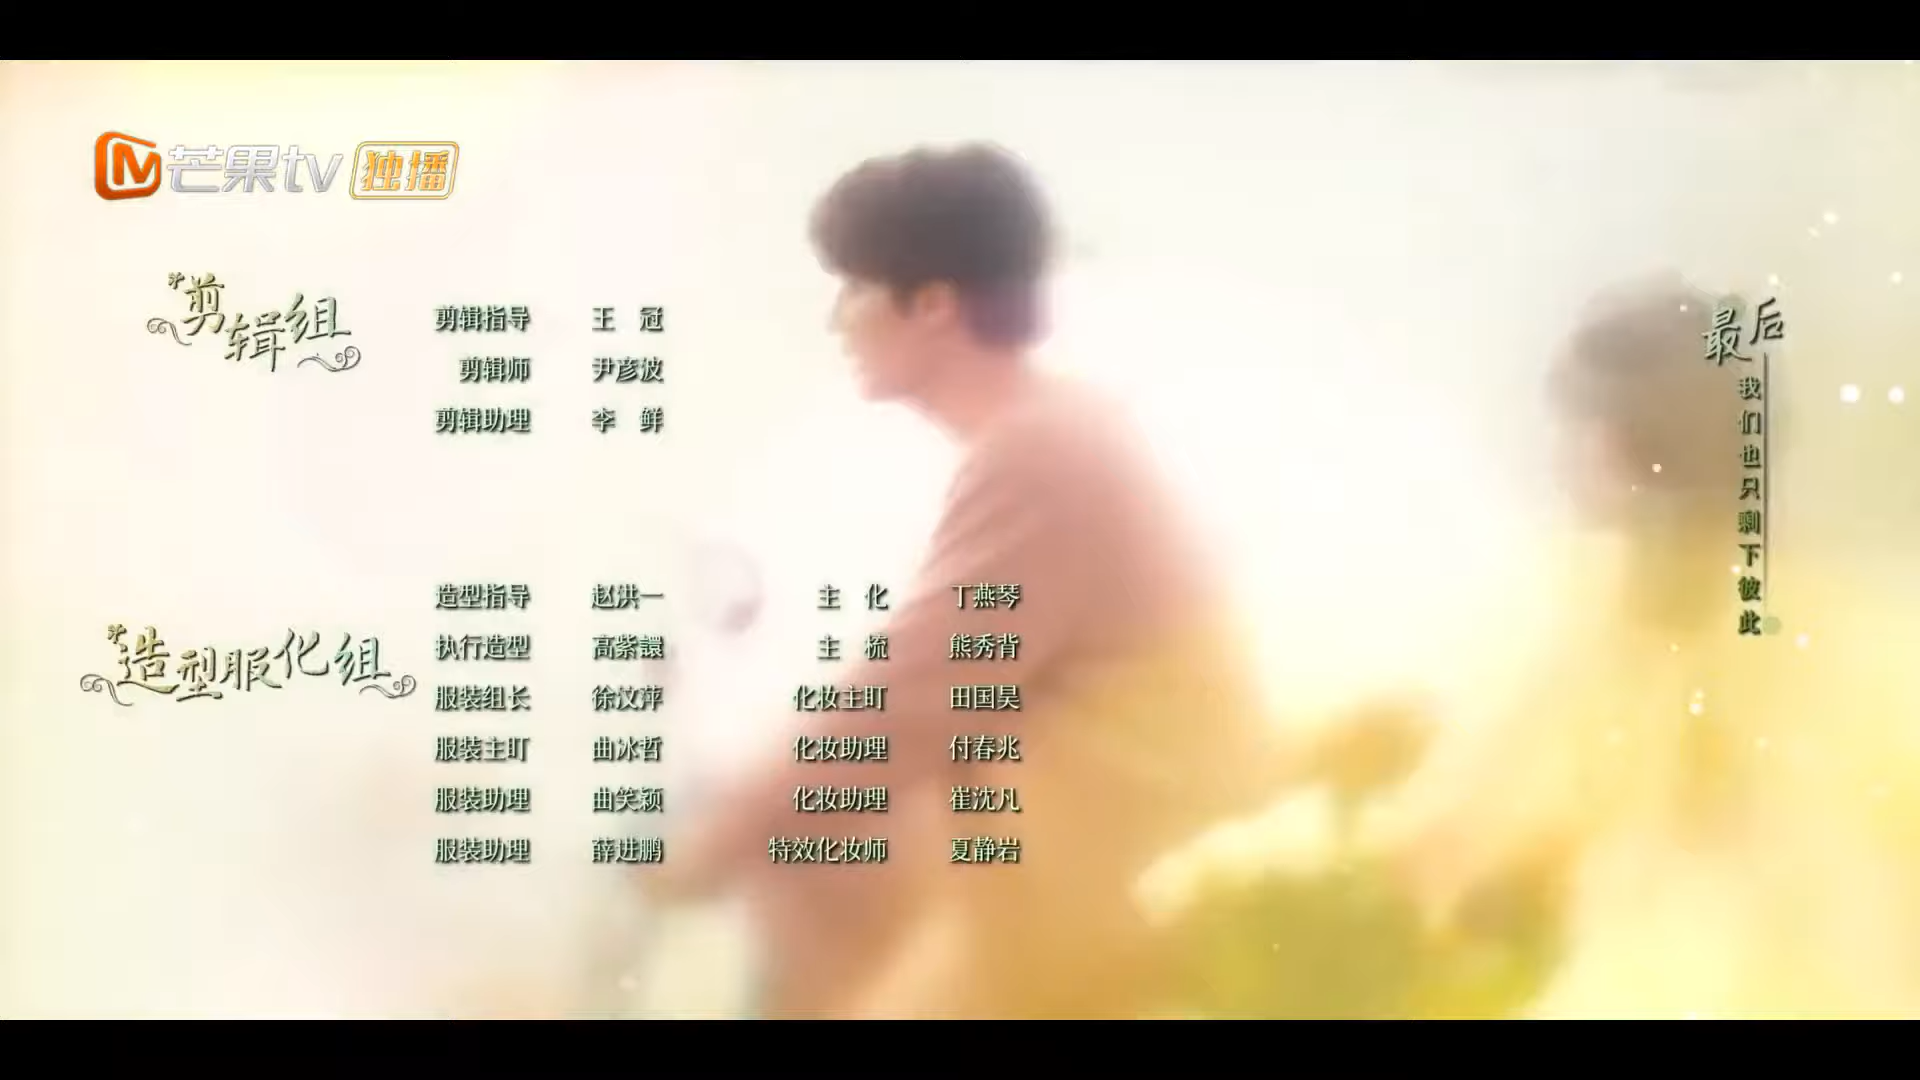 芒果tv 独播
剪辑组
剪辑指导 王 冠
剪辑师 尹彦波
剪辑助理 李 鲜
造型服化组
造型指导 赵洪一 主 化 丁燕琴
执行造型 高紫譞 主 梳 熊秀背
服装组长 徐汶萍 化妆主盯 田国昊
服装主盯 曲冰哲 化妆助理 付春兆
服装助理 曲笑颖 化妆助理 崔沈凡
服装助理 薛进鹏 特效化妆师 夏静岩
最后
我们也只剩下彼此